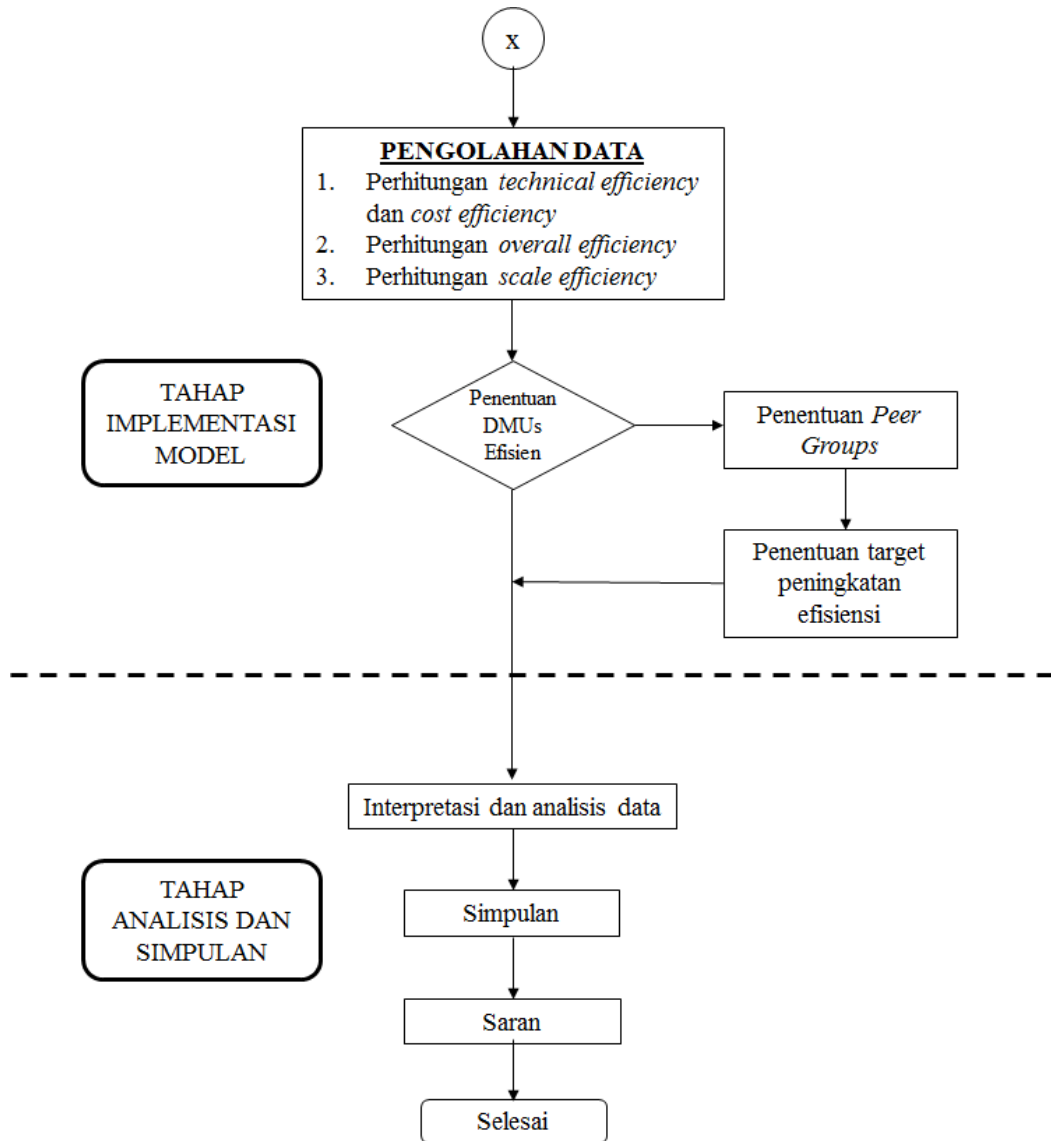 x
PENGOLAHAN DATA
1. Perhitungan technical efficiency
dan cost efficiency
2. Perhitungan overall efficiency
3. Perhitungan scale efficiency
TAHAP
IMPLEMENTASI
MODEL
Penentuan
DMUs
Efisien
Penentuan Peer
Groups
Penentuan target
peningkatan
efisiensi
Interpretasi dan analisis data
TAHAP
ANALISIS DAN
SIMPULAN
Simpulan
Saran
Selesai